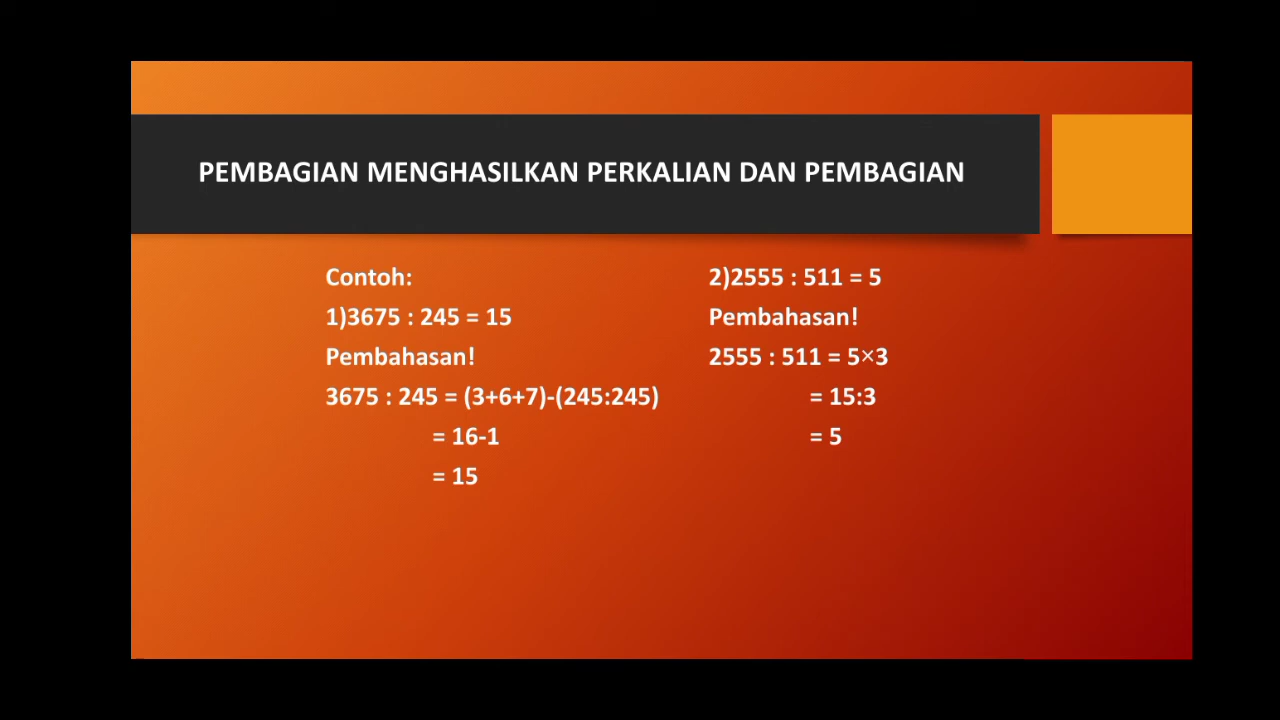 PEMBAGIAN MENGHASILKAN PERKALIAN DAN PEMBAGIAN
Contoh:
1)3675 : 245 = 15
Pembahasan!
3675 : 245 = (3+6+7)-(245:245)
= 16-1
= 15
2)2555 : 511 = 5
Pembahasan!
2555 : 511 = 5×3
= 15:3
= 5